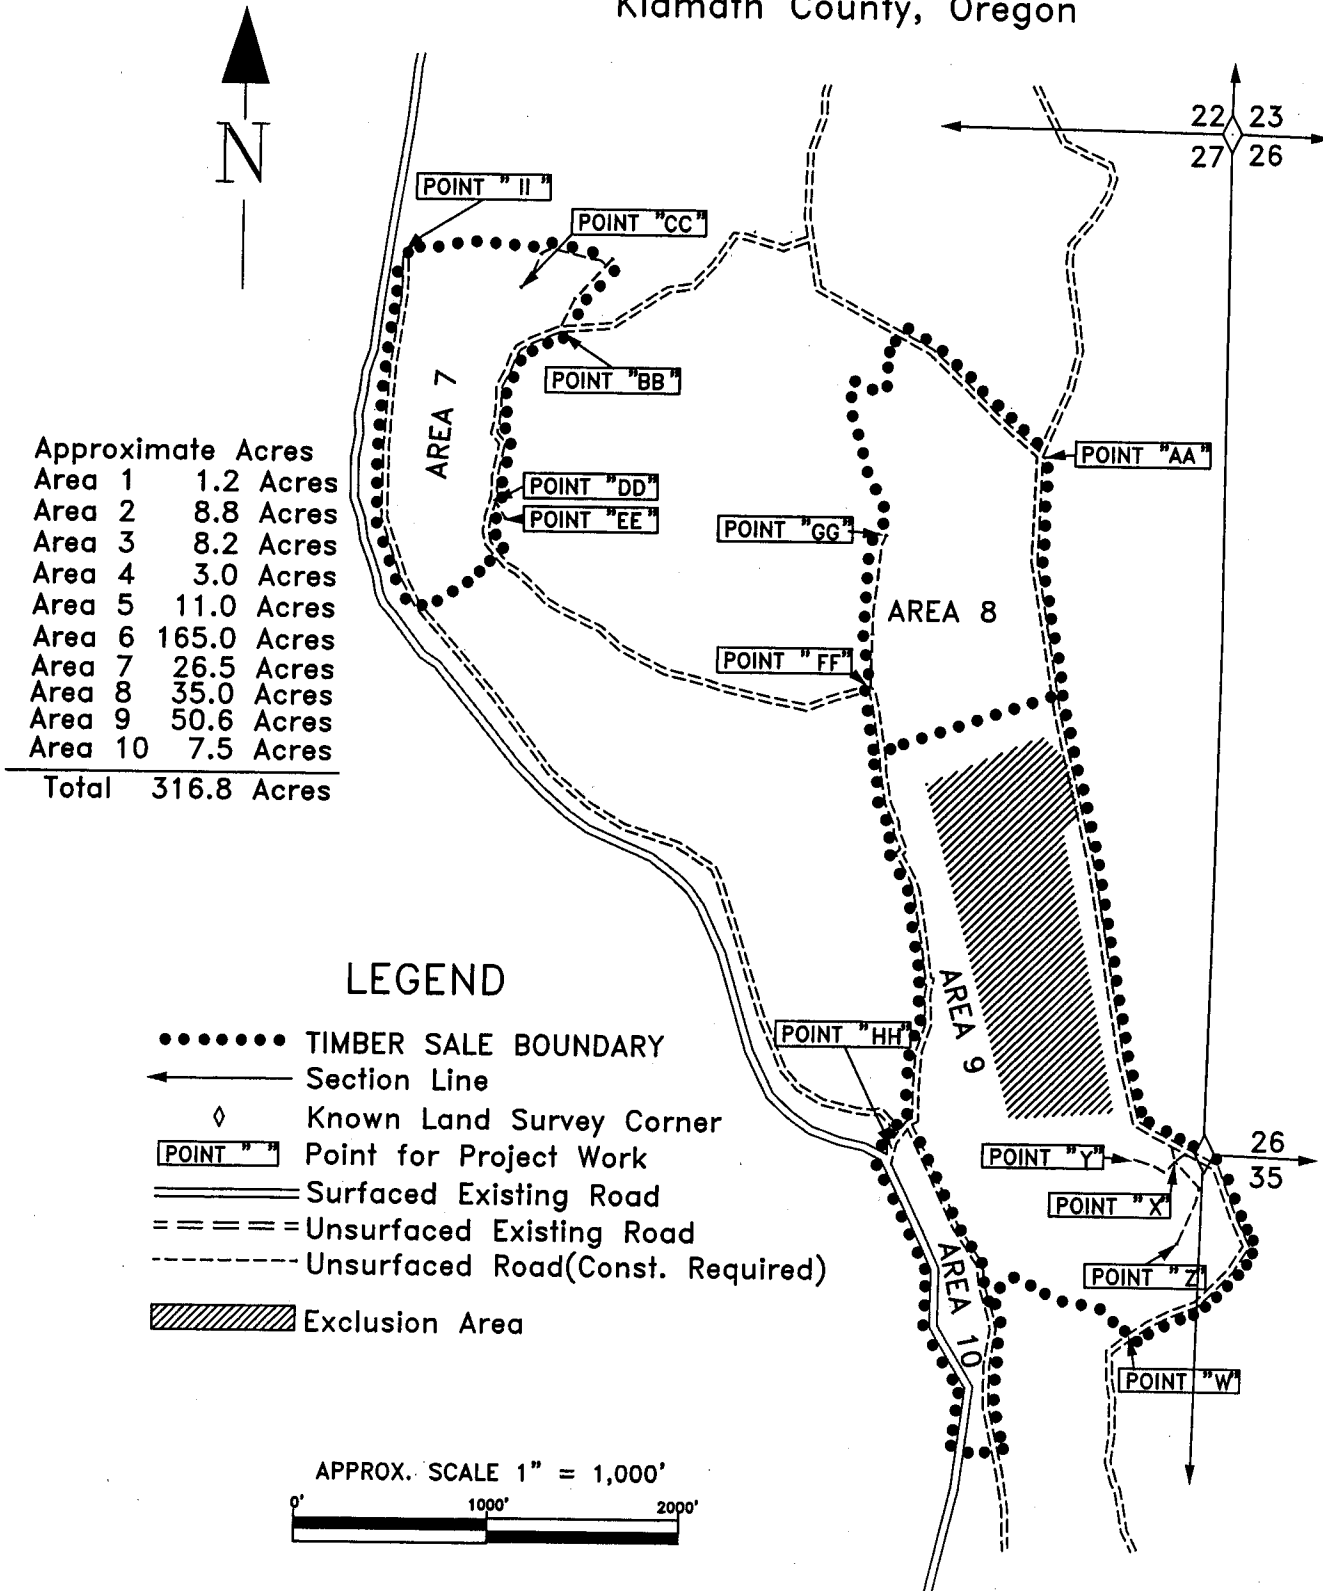 Klamath County, Oregon
N
22 23
27 26
POINT "II"
POINT "CC"
POINT "BB"
AREA 7
POINT "AA"
POINT "DD"
POINT "EE"
POINT "GG"
AREA 8
POINT "FF"
Approximate Acres
Area 1 1.2 Acres
Area 2 8.8 Acres
Area 3 8.2 Acres
Area 4 3.0 Acres
Area 5 11.0 Acres
Area 6 165.0 Acres
Area 7 26.5 Acres
Area 8 35.0 Acres
Area 9 50.6 Acres
Area 10 7.5 Acres
Total 316.8 Acres
AREA 9
POINT "HH"
26
35
POINT "Y"
POINT "X"
POINT "Z"
AREA 10
POINT "W"
LEGEND
TIMBER SALE BOUNDARY
Section Line
Known Land Survey Corner
POINT " " Point for Project Work
Surfaced Existing Road
Unsurfaced Existing Road
Unsurfaced Road(Const. Required)
Exclusion Area
APPROX. SCALE 1" = 1,000'
0' 1000' 2000'